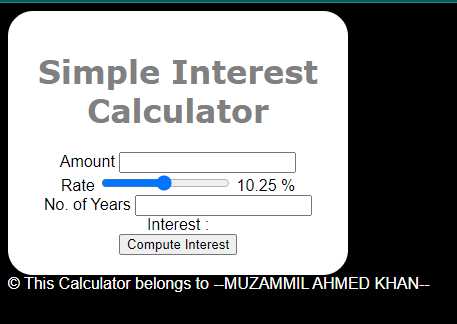 Simple Interest
Calculator
Amount
Rate 10.25 %
No. of Years
Interest :
Compute Interest
© This Calculator belongs to --MUZAMMIL AHMED KHAN--